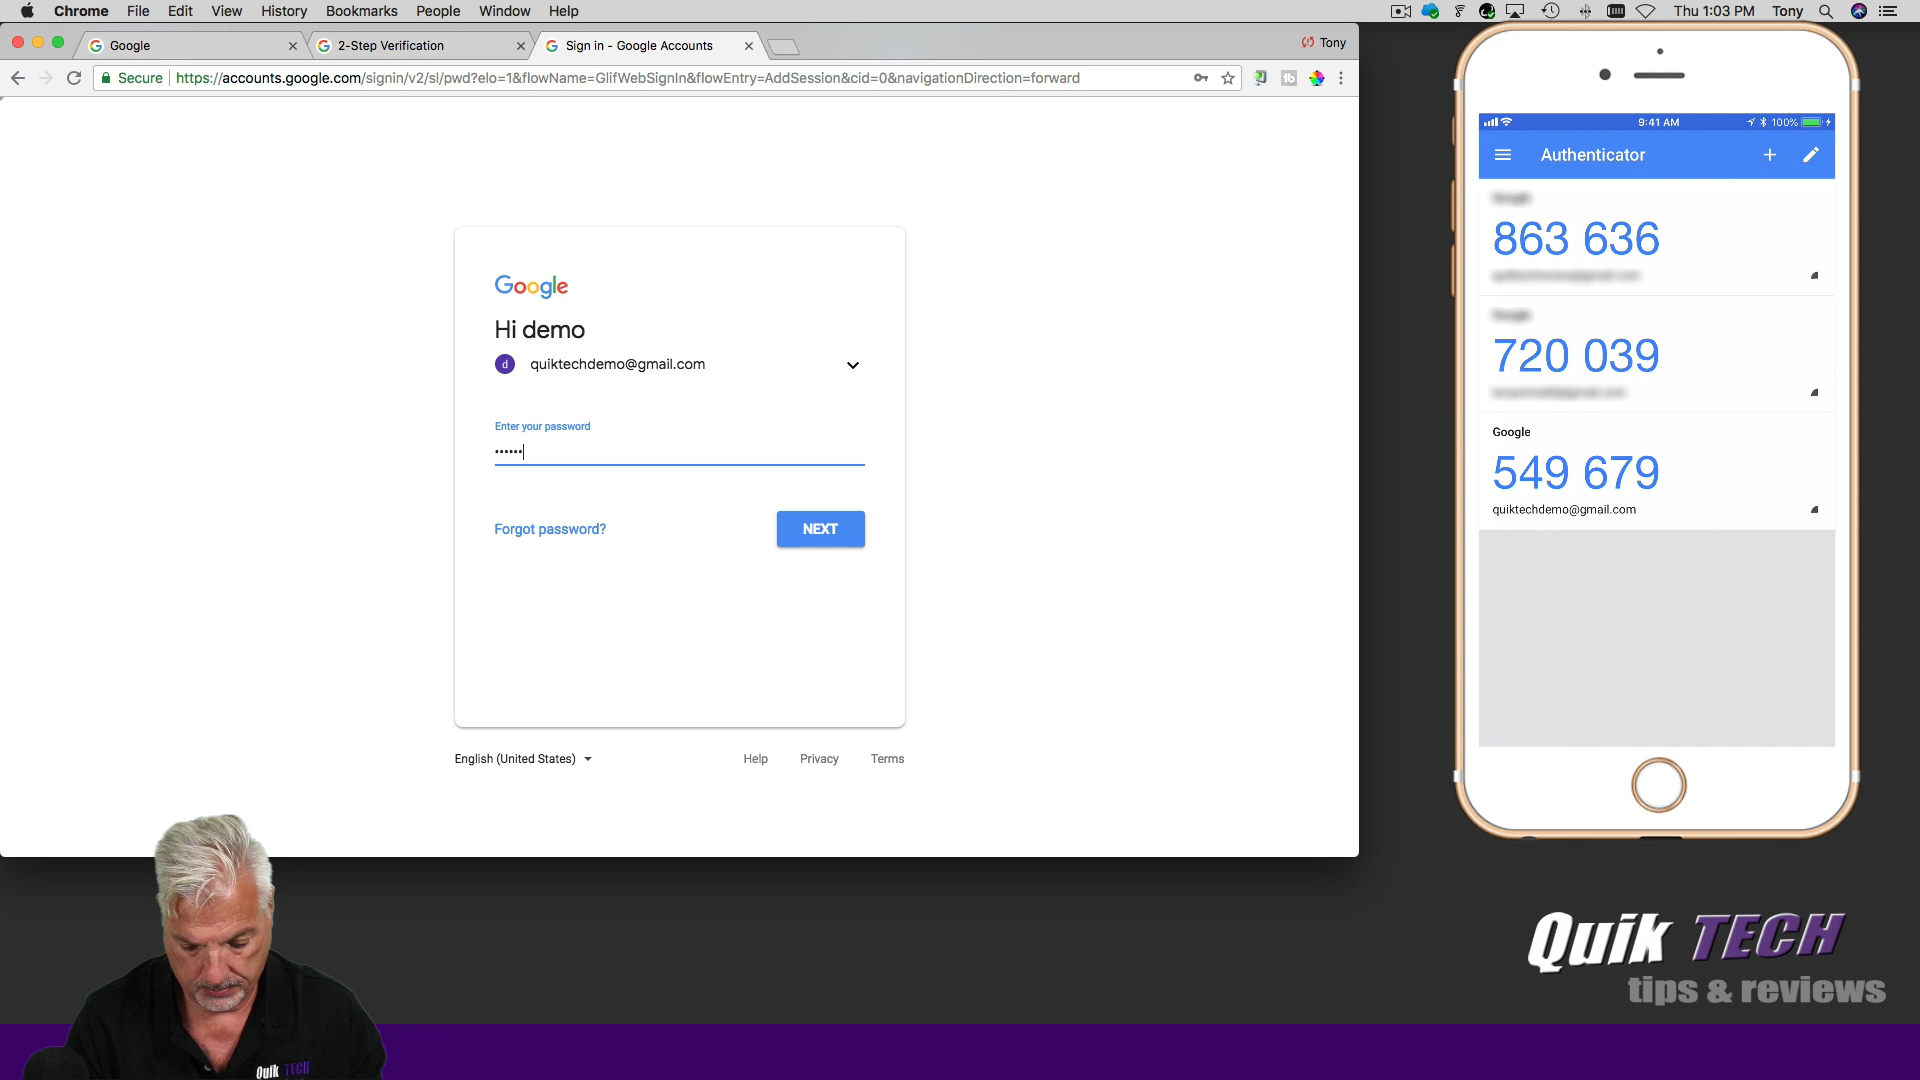 Chrome File Edit View History Bookmarks People Window Help
Thu 1:03 PM Tony
Google
2-Step Verification
Sign in - Google Accounts
Tony
Secure https://accounts.google.com/signin/v2/sl/pwd?elo=1&flowName=GlifWebSignIn&flowEntry=AddSession&cid=0&navigationDirection=forward
Google
Hi demo
d quiktechdemo@gmail.com
Enter your password
••••••
Forgot password?
NEXT
English (United States)
Help Privacy Terms
9:41 AM 100%
Authenticator
863 636
720 039
Google
549 679
quiktechdemo@gmail.com
Quik TECH
tips & reviews
Quik TECH